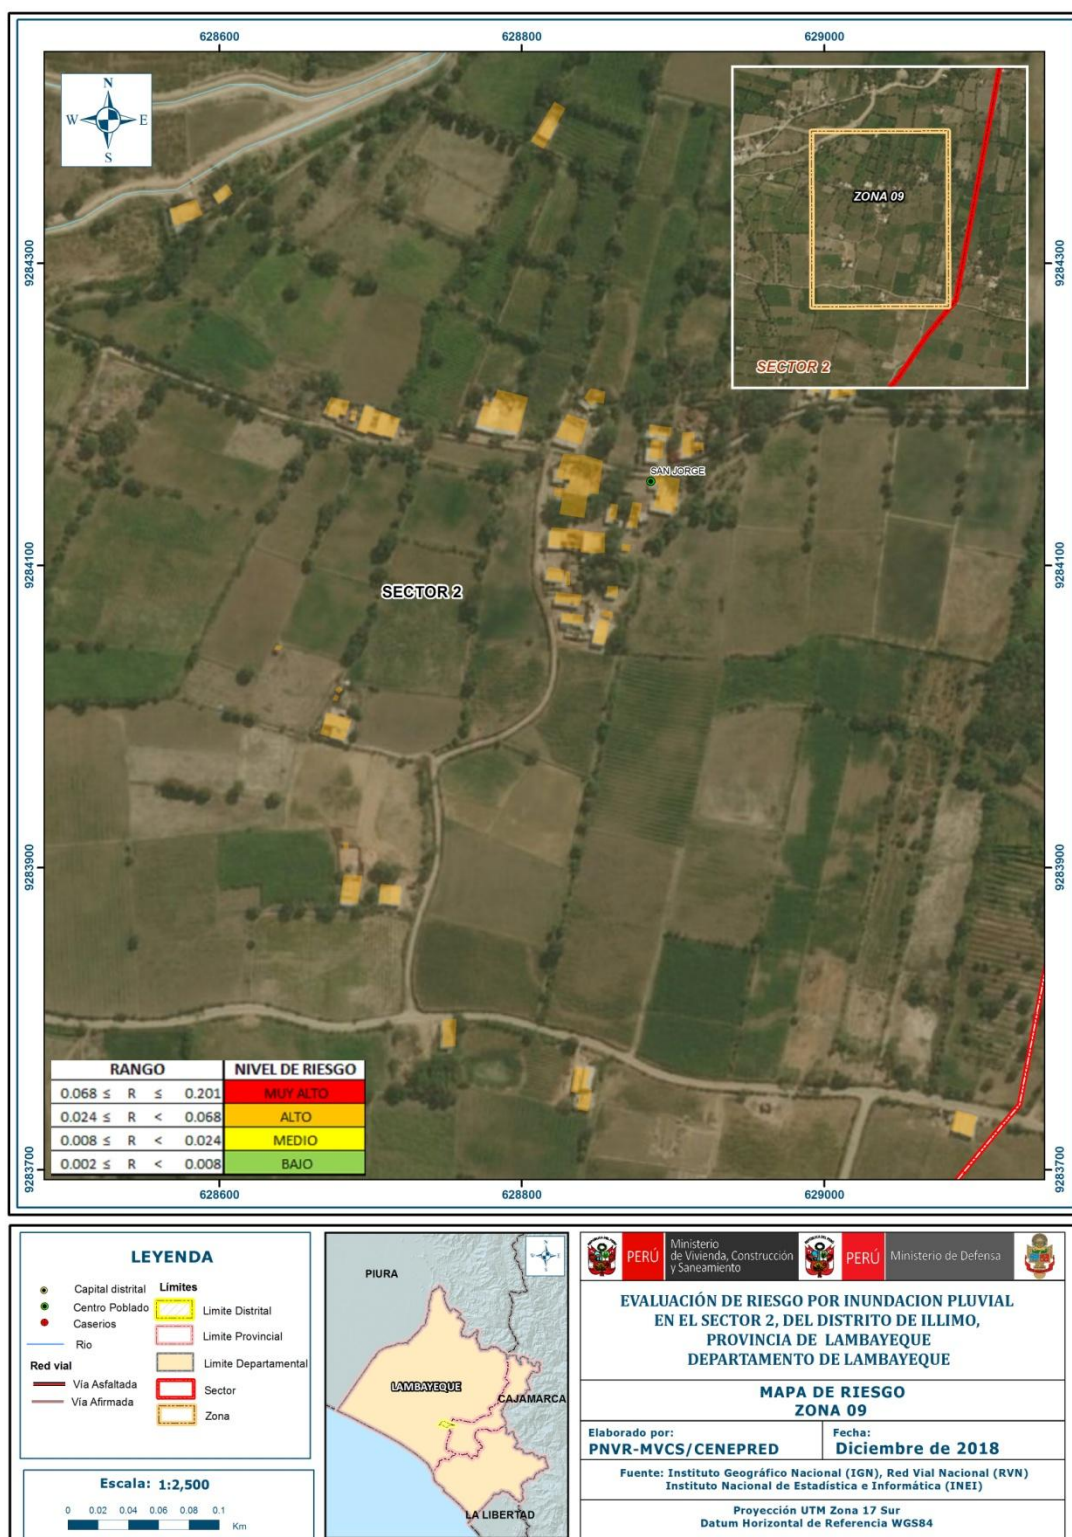 628600
628800
629000
N
W
E
S
ZONA 09
SECTOR 2
9284300
9284300
SAN JORGE
9284100
9284100
SECTOR 2
9283900
9283900
RANGO NIVEL DE RIESGO
0.068 ≤ R ≤ 0.201 MUY ALTO
0.024 ≤ R < 0.068 ALTO
0.008 ≤ R < 0.024 MEDIO
0.002 ≤ R < 0.008 BAJO
9283700
9283700
628600
628800
629000
LEYENDA
Capital distrital
Centro Poblado
Caserios
Rio
Red vial
Vía Asfaltada
Vía Afirmada
Límites
Limite Distrital
Limite Provincial
Limite Departamental
Sector
Zona
Escala: 1:2,500
0 0.02 0.04 0.06 0.08 0.1
Km
PIURA
LAMBAYEQUE
CAJAMARCA
LA LIBERTAD
PERÚ
Ministerio
de Vivienda, Construcción
y Saneamiento
PERÚ
Ministerio de Defensa
EVALUACIÓN DE RIESGO POR INUNDACION PLUVIAL
EN EL SECTOR 2, DEL DISTRITO DE ILLIMO,
PROVINCIA DE LAMBAYEQUE
DEPARTAMENTO DE LAMBAYEQUE
MAPA DE RIESGO
ZONA 09
Elaborado por:
PNVR-MVCS/CENEPRED
Fecha:
Diciembre de 2018
Fuente: Instituto Geográfico Nacional (IGN), Red Vial Nacional (RVN)
Instituto Nacional de Estadística e Informática (INEI)
Proyección UTM Zona 17 Sur
Datum Horizontal de Referencia WGS84